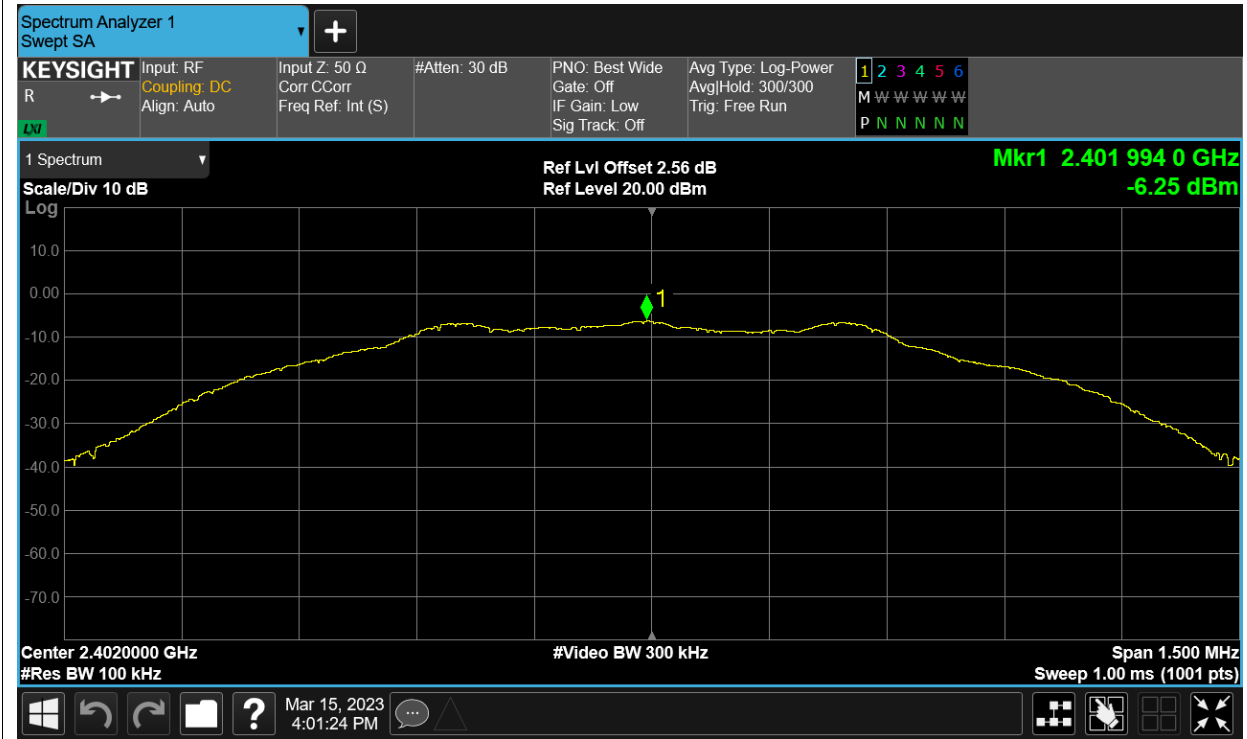 Spectrum Analyzer 1
Swept SA
KEYSIGHT
R
LXI
Input: RF
Coupling: DC
Align: Auto
Input Z: 50 Ω
Corr CCorr
Freq Ref: Int (S)
#Atten: 30 dB
PNO: Best Wide
Gate: Off
IF Gain: Low
Sig Track: Off
Avg Type: Log-Power
Avg|Hold: 300/300
Trig: Free Run
1 2 3 4 5 6
M W W W W W
P N N N N N
1 Spectrum
Scale/Div 10 dB
Log
Ref Lvl Offset 2.56 dB
Ref Level 20.00 dBm
Mkr1 2.401 994 0 GHz
-6.25 dBm
10.0
0.00
-10.0
-20.0
-30.0
-40.0
-50.0
-60.0
-70.0
1
Center 2.4020000 GHz
#Res BW 100 kHz
#Video BW 300 kHz
Span 1.500 MHz
Sweep 1.00 ms (1001 pts)
?
Mar 15, 2023
4:01:24 PM